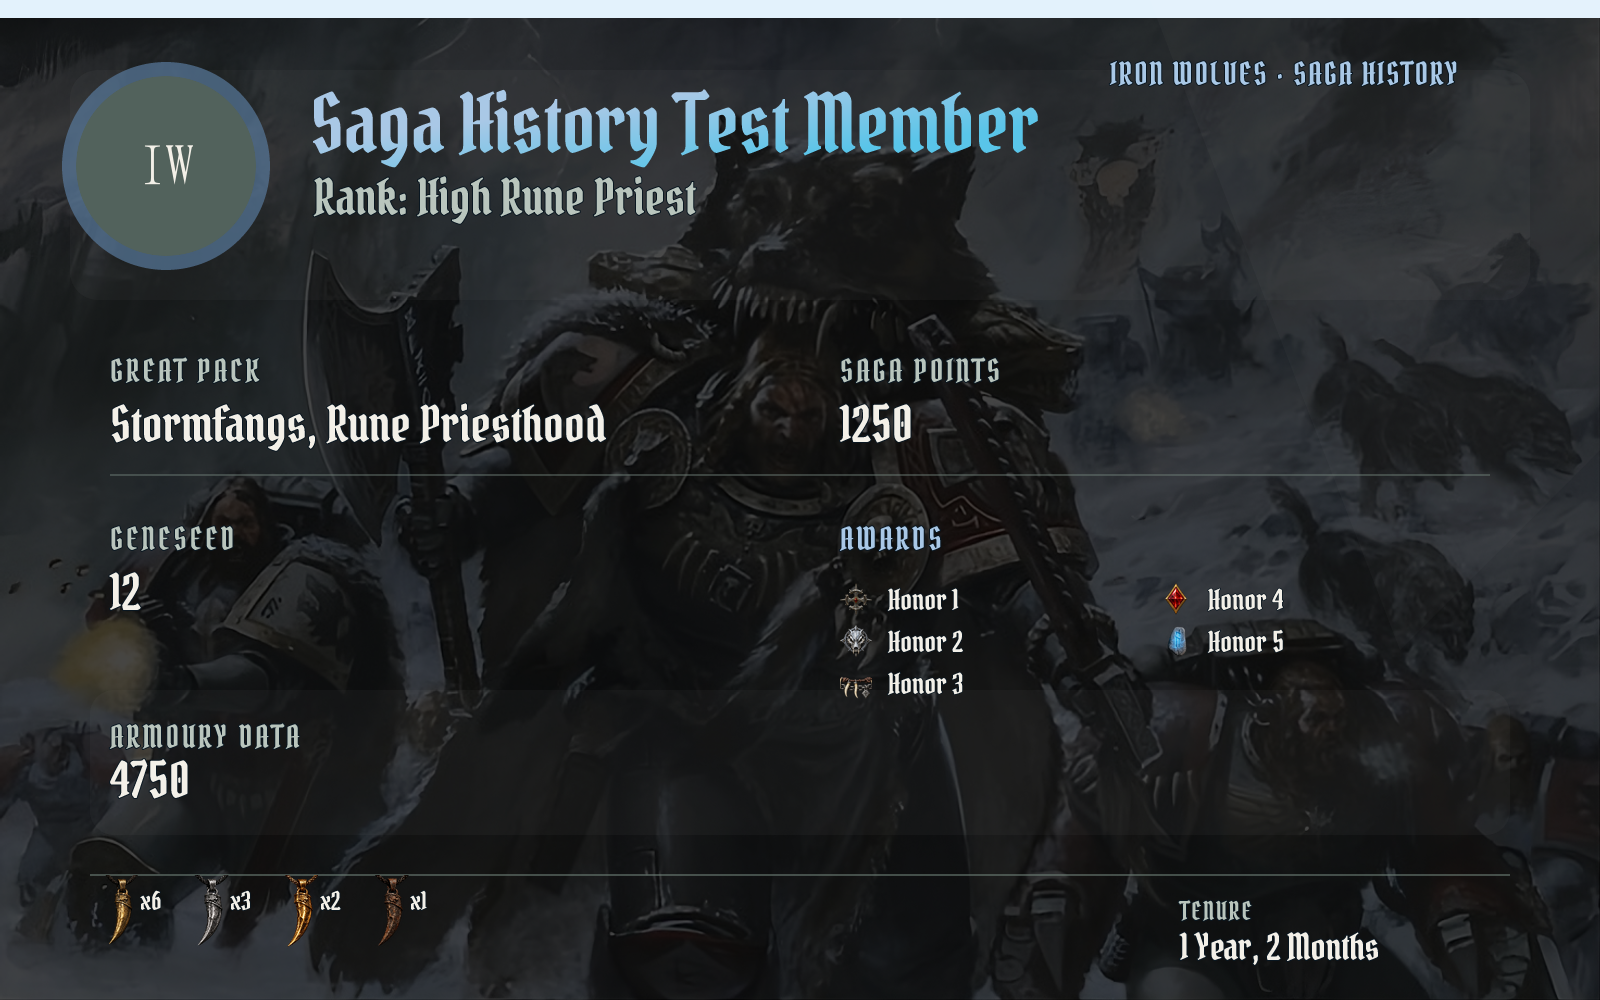 IRON WOLVES · SAGA HISTORY
IW
Saga History Test Member
Rank: High Rune Priest
GREAT PACK
Stormfangs, Rune Priesthood
SAGA POINTS
1250
GENESEED
12
AWARDS
Honor 1
Honor 2
Honor 3
Honor 4
Honor 5
ARMOURY DATA
4750
x6 x3 x2 x1
TENURE
1 Year, 2 Months